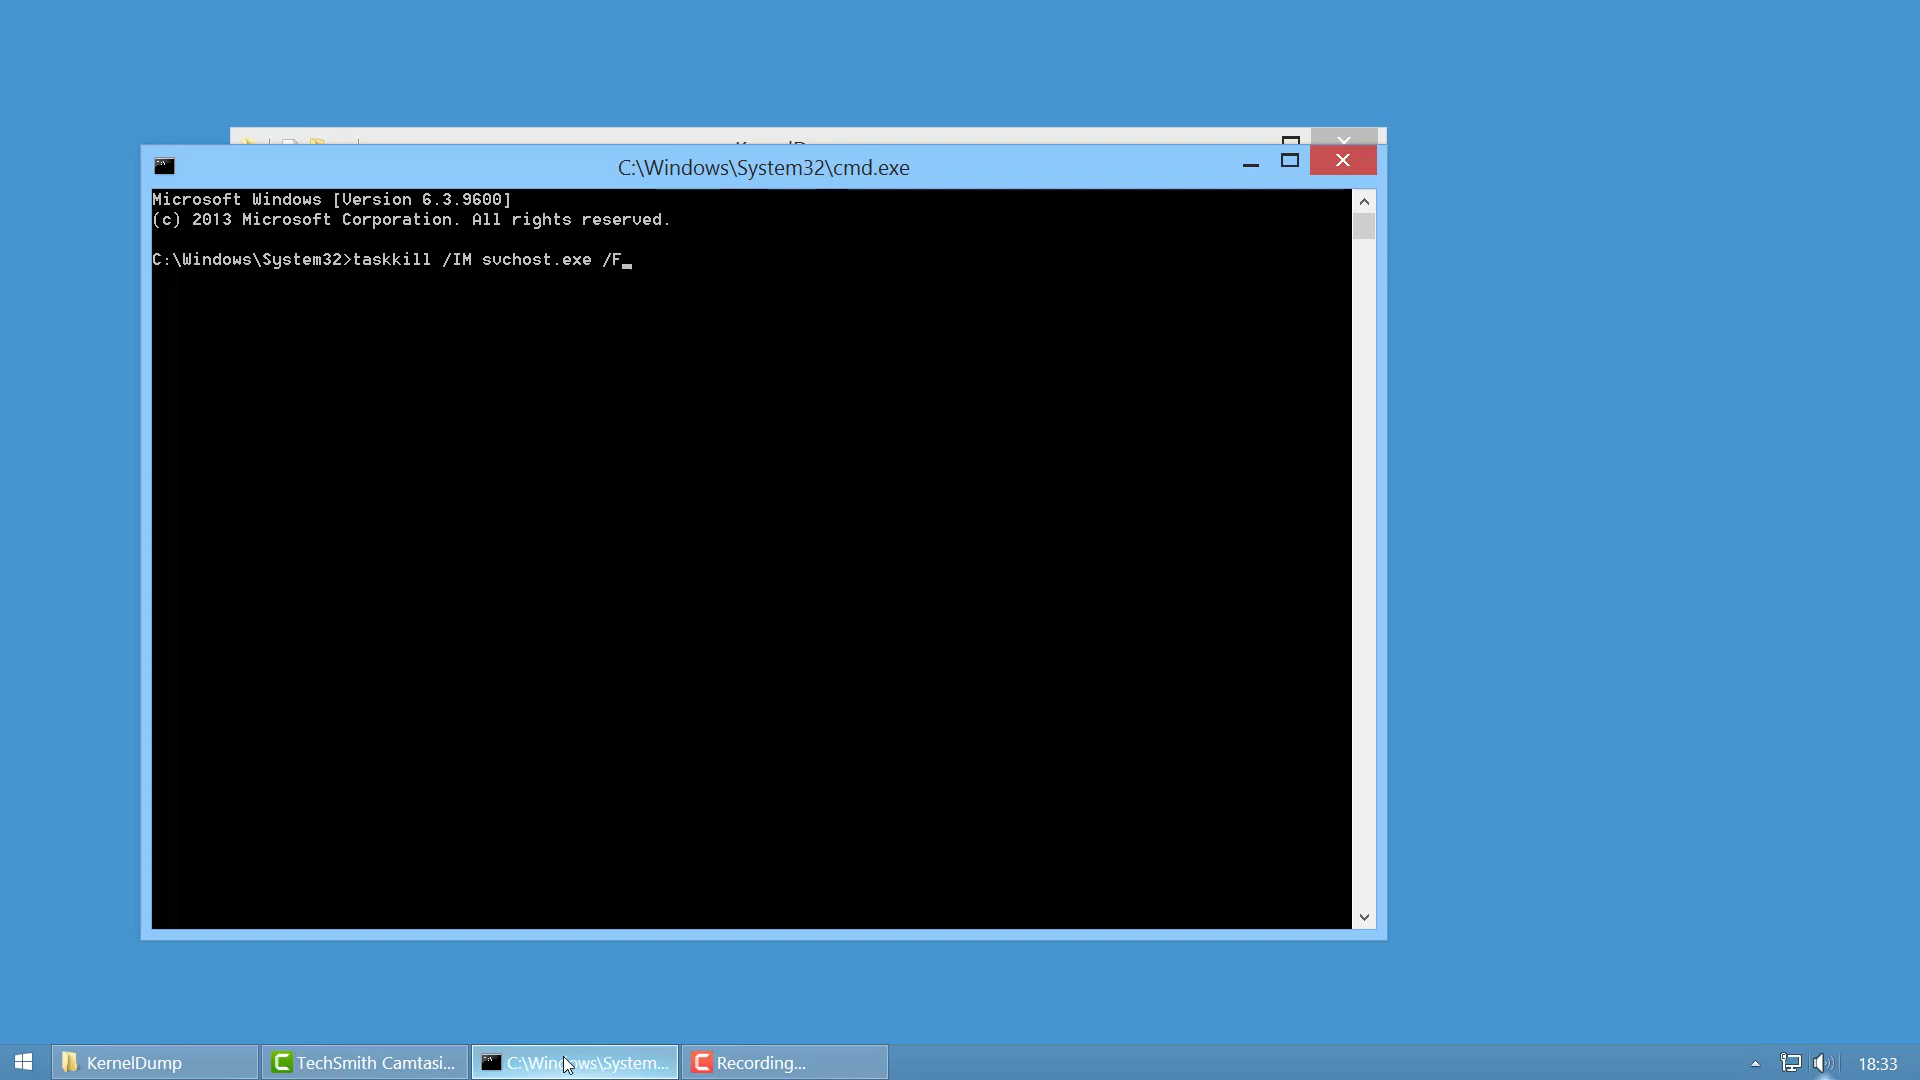 C:\Windows\System32\cmd.exe
Microsoft Windows [Version 6.3.9600]
(c) 2013 Microsoft Corporation. All rights reserved.
C:\Windows\System32>taskkill /IM svchost.exe /F_
KernelDump
TechSmith Camtasi...
C:\Windows\System...
Recording...
18:33